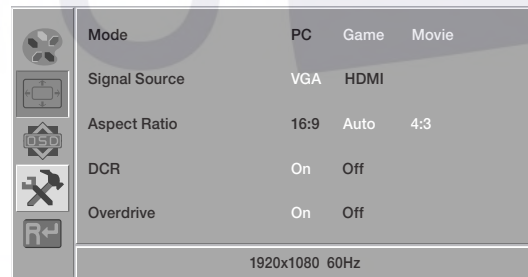 Mode PC Game Movie
Signal Source VGA HDMI
Aspect Ratio 16:9 Auto 4:3
OSD
DCR On Off
Overdrive On Off
R
1920x1080 60Hz